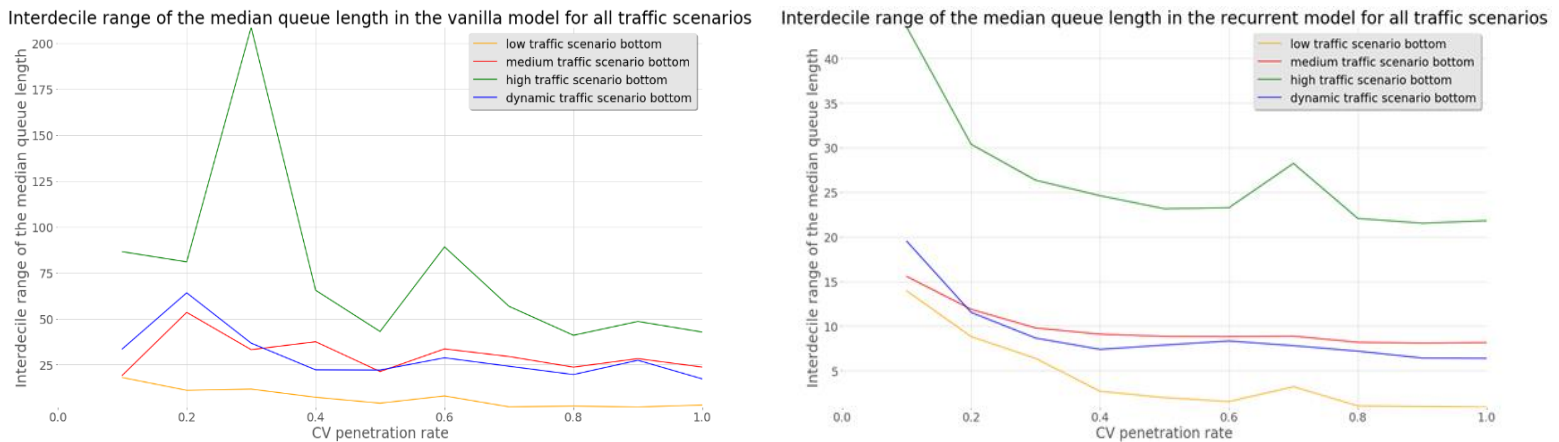 Interdecile range of the median queue length in the vanilla model for all traffic scenarios
Interdecile range of the median queue length
200
175
150
125
100
75
50
25
low traffic scenario bottom
medium traffic scenario bottom
high traffic scenario bottom
dynamic traffic scenario bottom
0.0 0.2 0.4 0.6 0.8 1.0
CV penetration rate
Interdecile range of the median queue length in the recurrent model for all traffic scenarios
Interdecile range of the median queue length
40
35
30
25
20
15
10
5
low traffic scenario bottom
medium traffic scenario bottom
high traffic scenario bottom
dynamic traffic scenario bottom
0.0 0.2 0.4 0.6 0.8 1.0
CV penetration rate